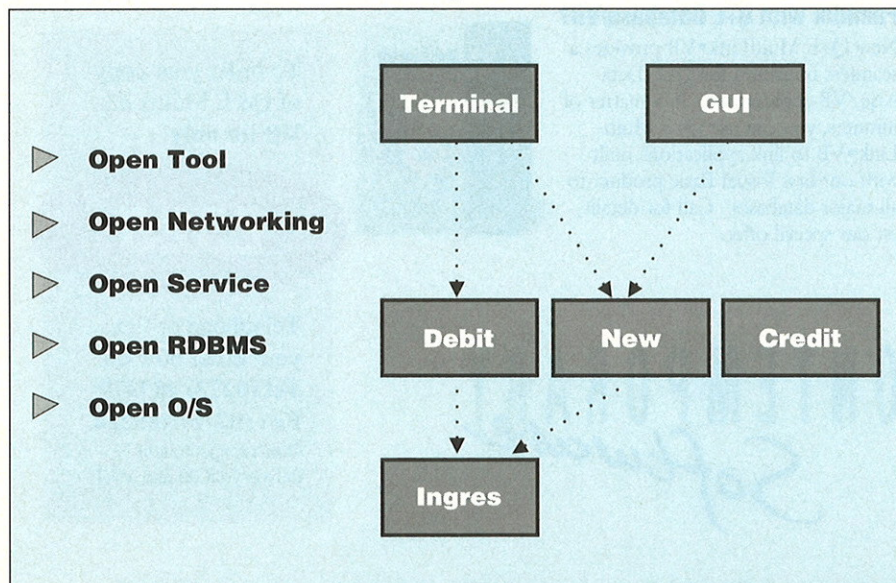 Open Tool
Open Networking
Open Service
Open RDBMS
Open O/S
Terminal
GUI
Debit
New
Credit
Ingres